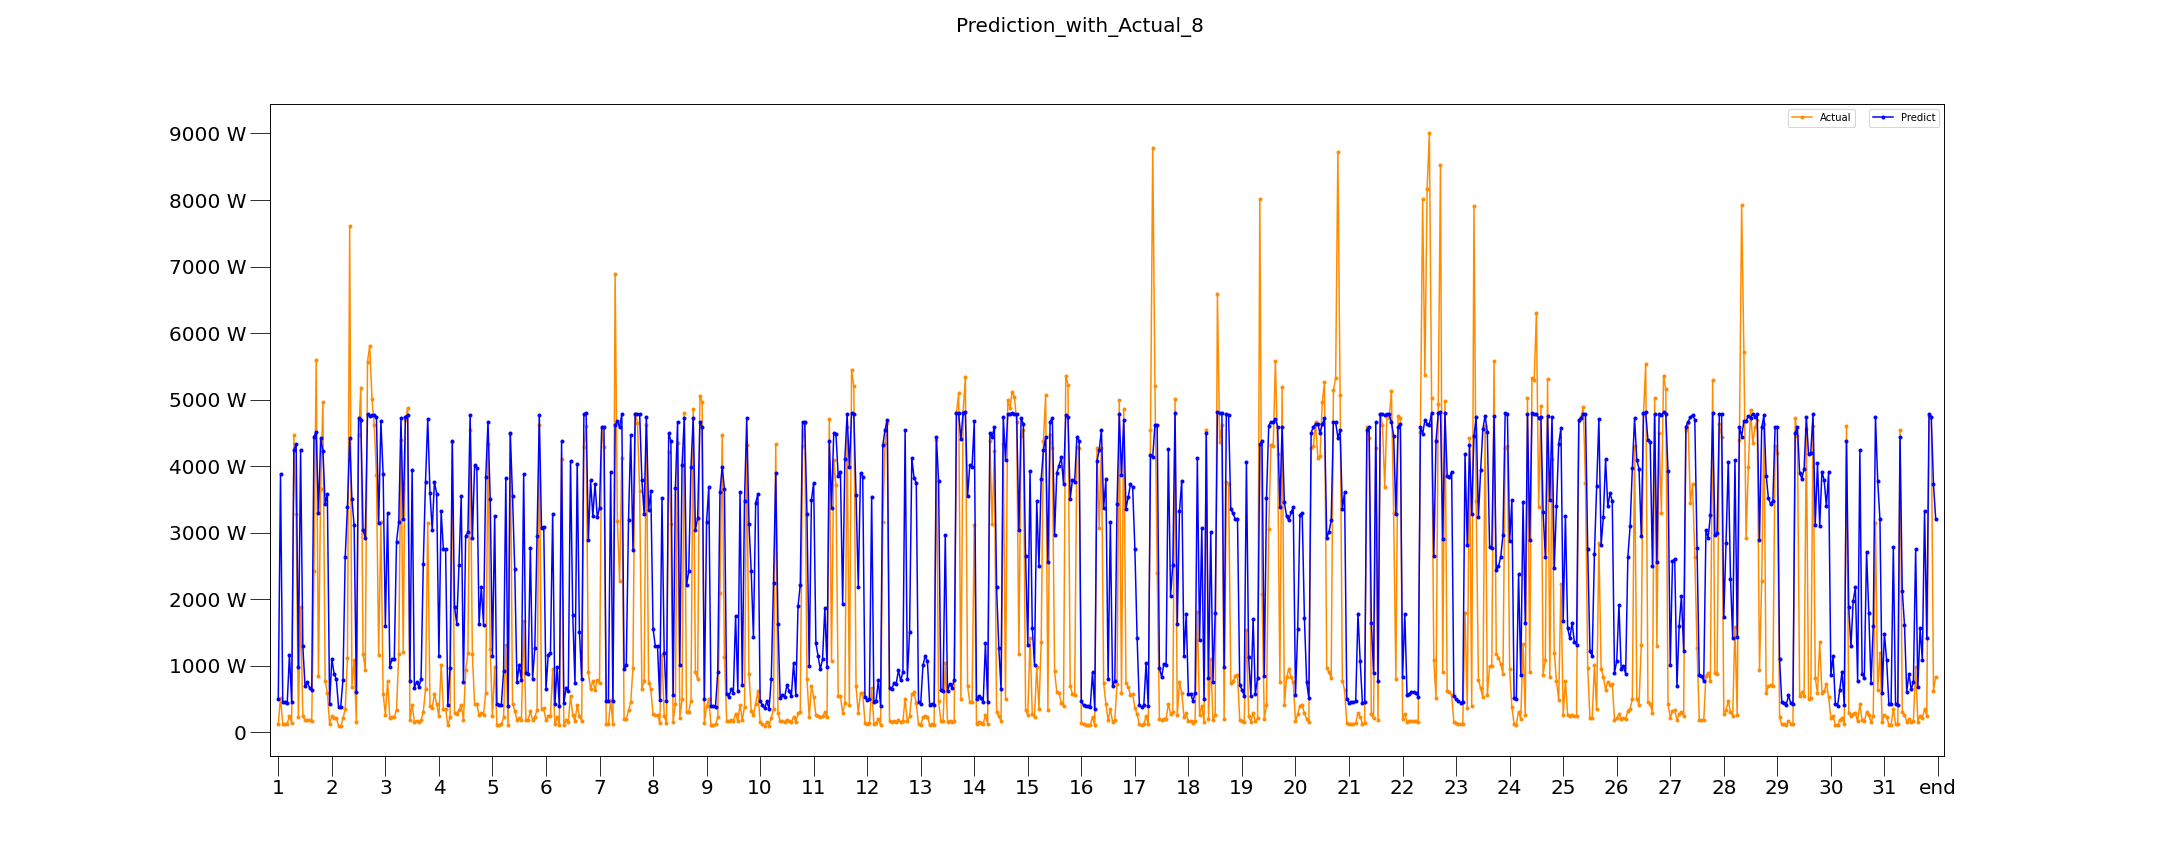 Prediction_with_Actual_8
Actual Predict
9000 W
8000 W
7000 W
6000 W
5000 W
4000 W
3000 W
2000 W
1000 W
0
1 2 3 4 5 6 7 8 9 10 11 12 13 14 15 16 17 18 19 20 21 22 23 24 25 26 27 28 29 30 31 end